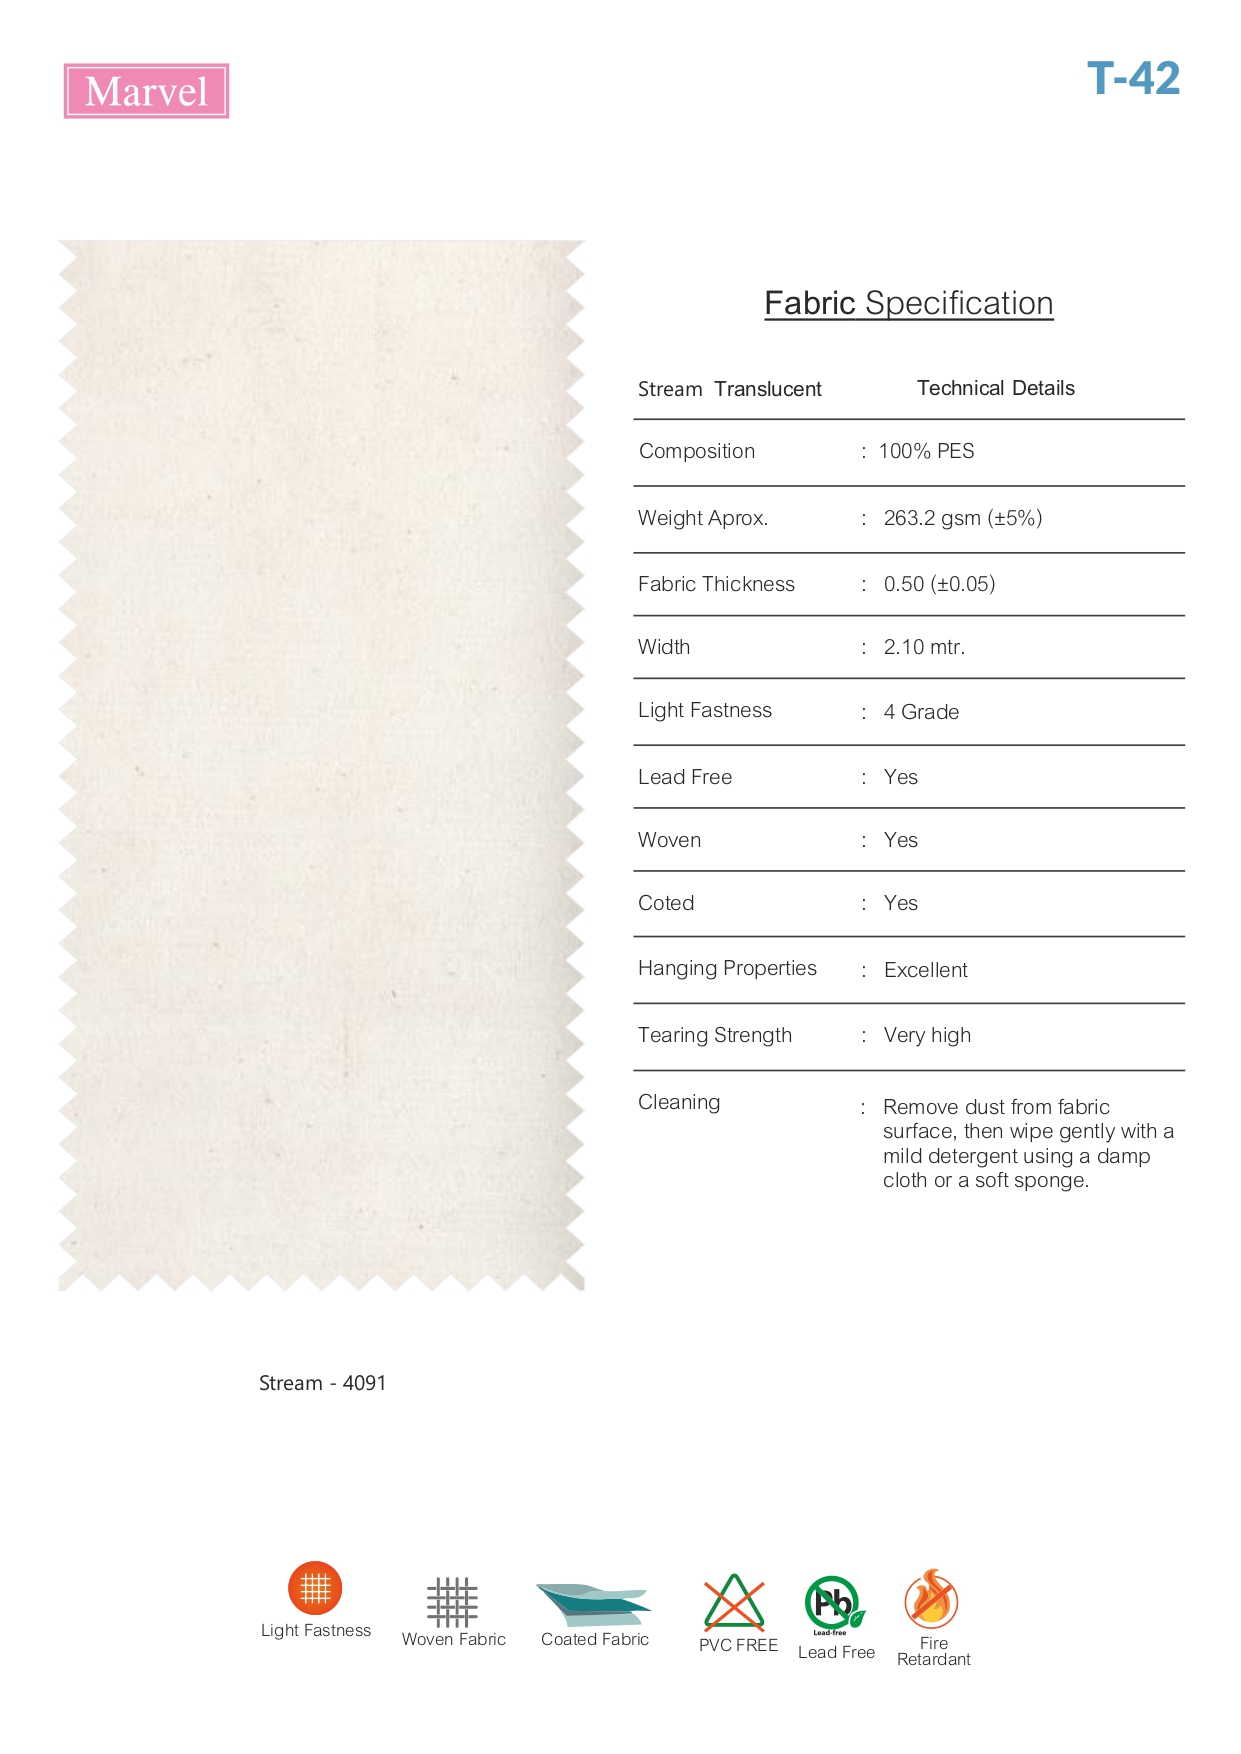 Marvel
T-42
Fabric Specification
Stream Translucent Technical Details
Composition : 100% PES
Weight Aprox. : 263.2 gsm (±5%)
Fabric Thickness : 0.50 (±0.05)
Width : 2.10 mtr.
Light Fastness : 4 Grade
Lead Free : Yes
Woven : Yes
Coted : Yes
Hanging Properties : Excellent
Tearing Strength : Very high
Cleaning : Remove dust from fabric
surface, then wipe gently with a
mild detergent using a damp
cloth or a soft sponge.
Stream - 4091
Light Fastness
Woven Fabric
Coated Fabric
PVC FREE
Pb
Lead-free
Lead Free
Fire
Retardant